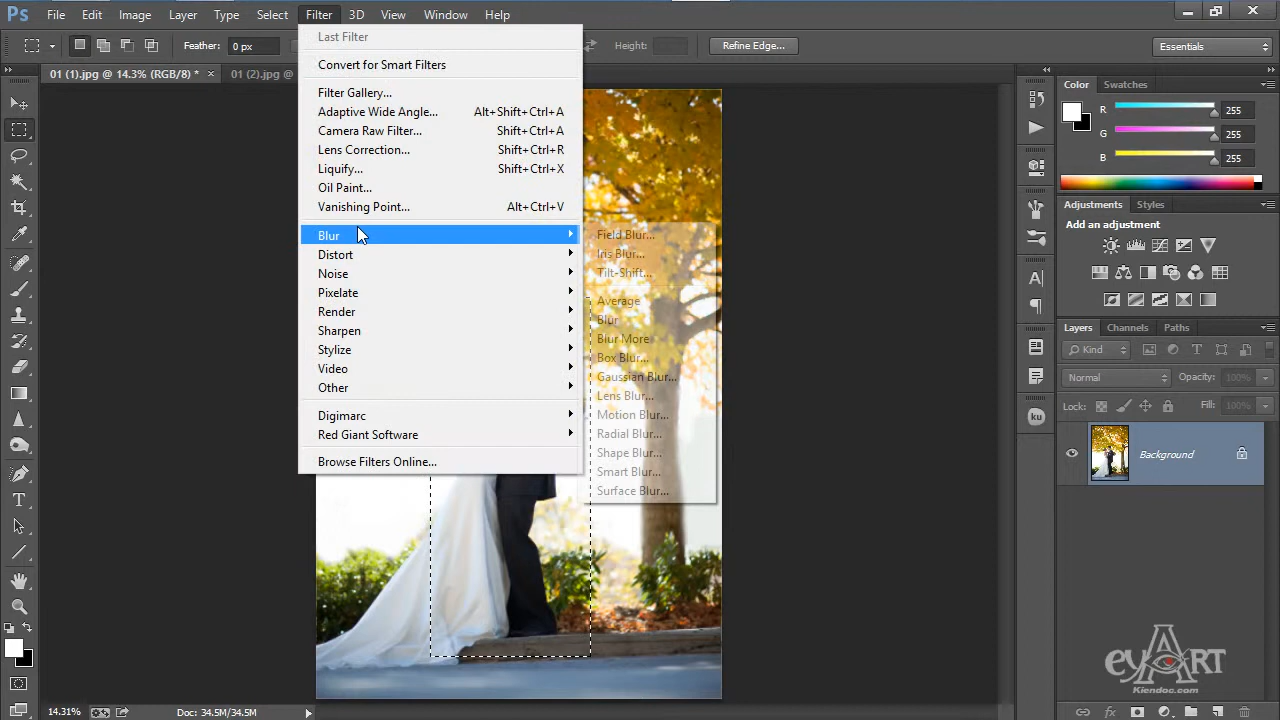 Ps File Edit Image Layer Type Select Filter 3D View Window Help
Feather: 0 px
Height:
Refine Edge...
Essentials
01 (1).jpg @ 14.3% (RGB/8) * ×
01 (2).jpg @
Last Filter
Convert for Smart Filters
Filter Gallery...
Adaptive Wide Angle... Alt+Shift+Ctrl+A
Camera Raw Filter... Shift+Ctrl+A
Lens Correction... Shift+Ctrl+R
Liquify... Shift+Ctrl+X
Oil Paint...
Vanishing Point... Alt+Ctrl+V
Blur
Distort
Noise
Pixelate
Render
Sharpen
Stylize
Video
Other
Digimarc
Red Giant Software
Browse Filters Online...
Field Blur...
Iris Blur...
Tilt-Shift...
Average
Blur
Blur More
Box Blur...
Gaussian Blur...
Lens Blur...
Motion Blur...
Radial Blur...
Shape Blur...
Smart Blur...
Surface Blur...
Color Swatches
R 255
G 255
B 255
Adjustments Styles
Add an adjustment
Layers Channels Paths
Kind
Normal Opacity: 100%
Lock: Fill: 100%
Background
ku
eyART
Kiendoc.com
14.31% Doc: 34.5M/34.5M